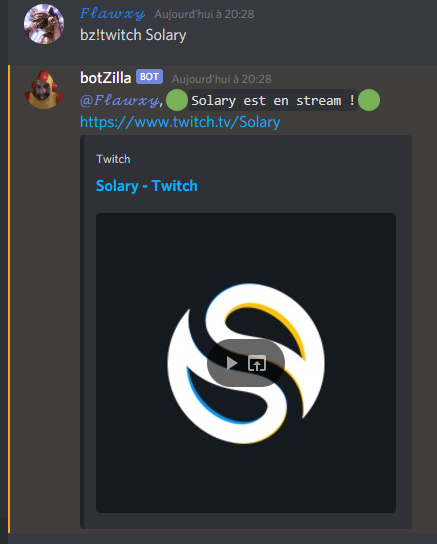 𝓕𝓵𝓪𝔀𝔁𝔂 Aujourd'hui à 20:28
bz!twitch Solary
botZilla BOT Aujourd'hui à 20:28
@𝓕𝓵𝓪𝔀𝔁𝔂, Solary est en stream !
https://www.twitch.tv/Solary
Twitch
Solary - Twitch